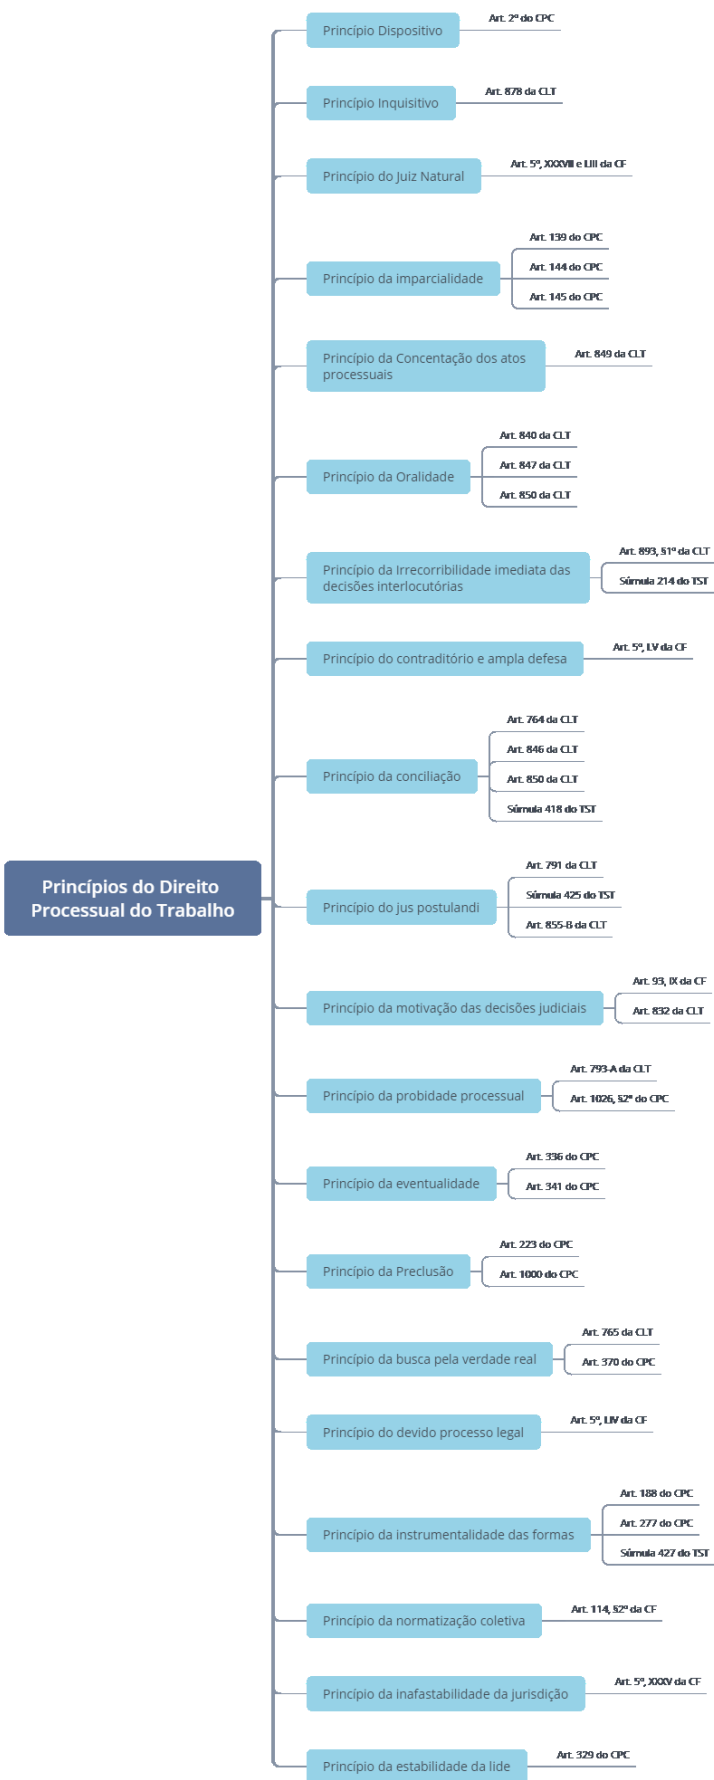 Princípio Dispositivo
Art. 2º do CPC
Princípio Inquisitivo
Art. 878 da CLT
Princípio do Juiz Natural
Art. 5º, XXXVII e LIII da CF
Princípio da imparcialidade
Art. 139 do CPC
Art. 144 do CPC
Art. 145 do CPC
Princípio da Concentação dos atos
processuais
Art. 849 da CLT
Princípio da Oralidade
Art. 840 da CLT
Art. 847 da CLT
Art. 850 da CLT
Princípio da Irrecorribilidade imediata das
decisões interlocutórias
Art. 893, §1º da CLT
Súmula 214 do TST
Princípio do contraditório e ampla defesa
Art. 5º, LV da CF
Princípio da conciliação
Art. 764 da CLT
Art. 846 da CLT
Art. 850 da CLT
Súmula 418 do TST
Princípios do Direito
Processual do Trabalho
Princípio do jus postulandi
Art. 791 da CLT
Súmula 425 do TST
Art. 855-B da CLT
Princípio da motivação das decisões judiciais
Art. 93, IX da CF
Art. 832 da CLT
Princípio da probidade processual
Art. 793-A da CLT
Art. 1026, §2º do CPC
Princípio da eventualidade
Art. 336 do CPC
Art. 341 do CPC
Princípio da Preclusão
Art. 223 do CPC
Art. 1000 do CPC
Princípio da busca pela verdade real
Art. 765 da CLT
Art. 370 do CPC
Princípio do devido processo legal
Art. 5º, LIV da CF
Princípio da instrumentalidade das formas
Art. 188 do CPC
Art. 277 do CPC
Súmula 427 do TST
Princípio da normatização coletiva
Art. 114, §2º da CF
Princípio da inafastabilidade da jurisdição
Art. 5º, XXXV da CF
Princípio da estabilidade da lide
Art. 329 do CPC